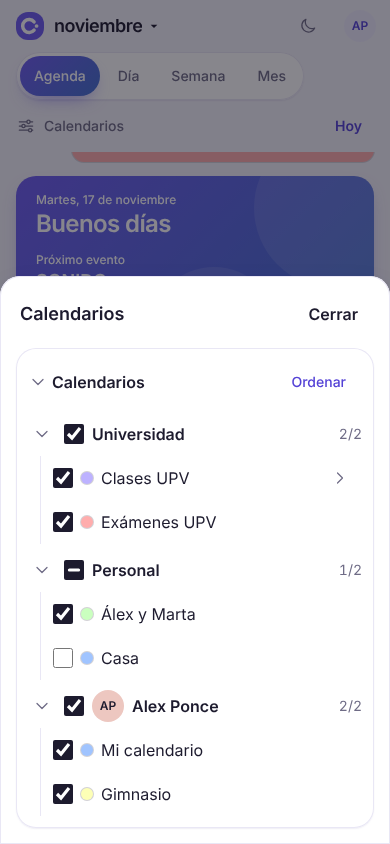 noviembre
AP
Agenda
Día
Semana
Mes
Calendarios
Hoy
Martes, 17 de noviembre
Buenos días
Próximo evento
Calendarios
Cerrar
Calendarios
Ordenar
Universidad
2/2
Clases UPV
Exámenes UPV
Personal
1/2
Álex y Marta
Casa
AP
Alex Ponce
2/2
Mi calendario
Gimnasio